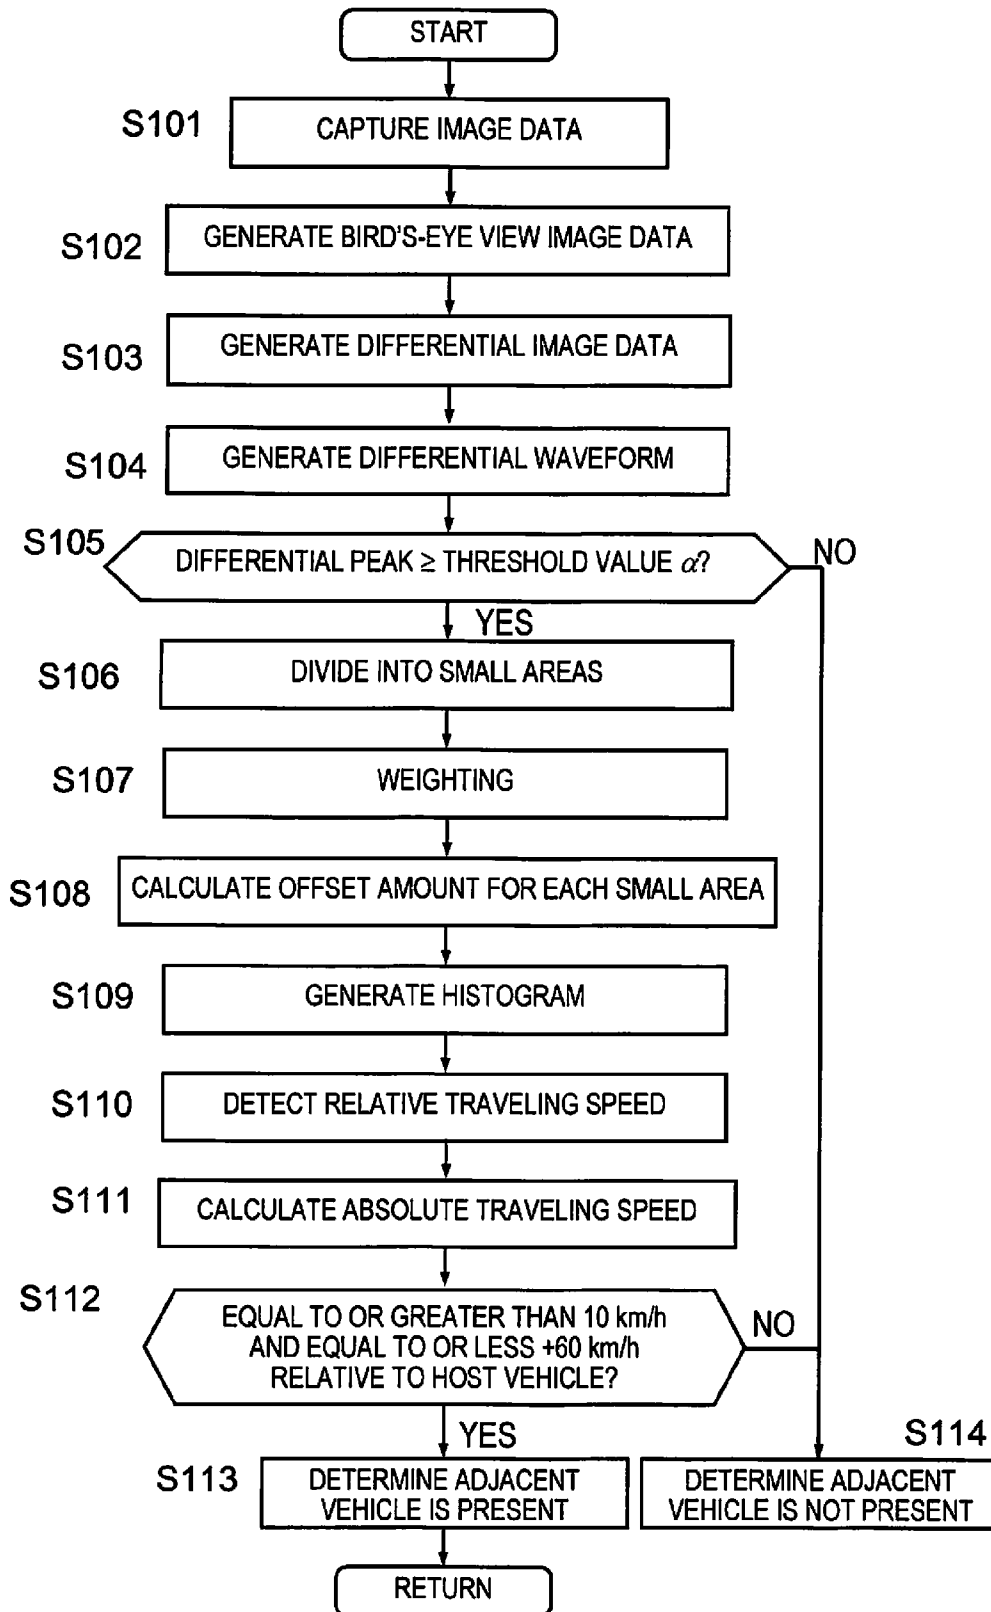 START
S101
CAPTURE IMAGE DATA
S102
GENERATE BIRD'S-EYE VIEW IMAGE DATA
S103
GENERATE DIFFERENTIAL IMAGE DATA
S104
GENERATE DIFFERENTIAL WAVEFORM
S105
DIFFERENTIAL PEAK ≥ THRESHOLD VALUE α?
NO
YES
S106
DIVIDE INTO SMALL AREAS
S107
WEIGHTING
S108
CALCULATE OFFSET AMOUNT FOR EACH SMALL AREA
S109
GENERATE HISTOGRAM
S110
DETECT RELATIVE TRAVELING SPEED
S111
CALCULATE ABSOLUTE TRAVELING SPEED
S112
EQUAL TO OR GREATER THAN 10 km/h
AND EQUAL TO OR LESS +60 km/h
RELATIVE TO HOST VEHICLE?
NO
YES
S113
DETERMINE ADJACENT
VEHICLE IS PRESENT
S114
DETERMINE ADJACENT
VEHICLE IS NOT PRESENT
RETURN